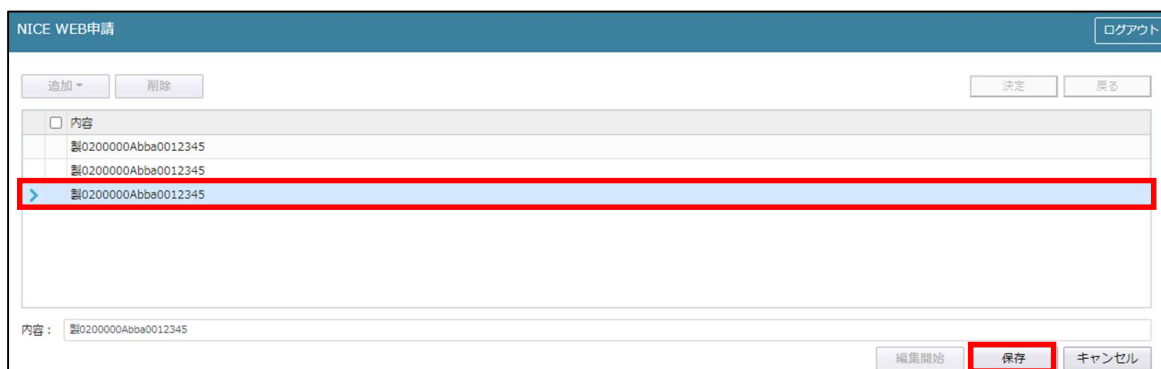 NICE WEB申請 ログアウト
追加 削除 決定 戻る
内容
製0200000Abba0012345
製0200000Abba0012345
製0200000Abba0012345
内容： 製0200000Abba0012345
編集開始 保存 キャンセル